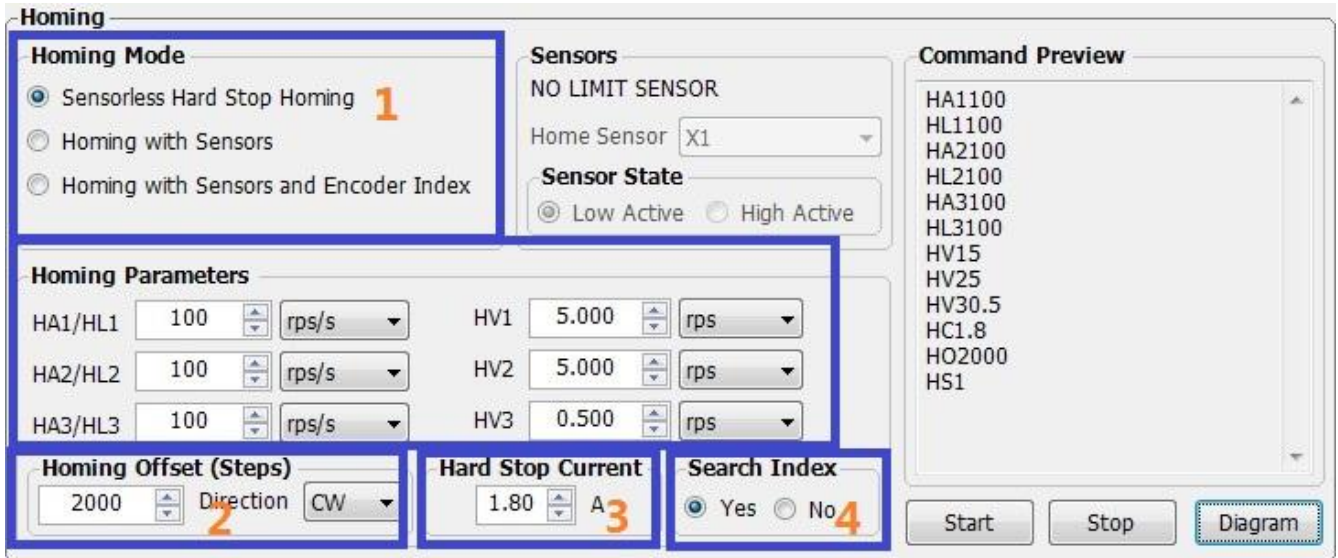 Homing
Homing Mode
Sensorless Hard Stop Homing 1
Homing with Sensors
Homing with Sensors and Encoder Index
Sensors
NO LIMIT SENSOR
Home Sensor X1
Sensor State
Low Active High Active
Homing Parameters
HA1/HL1 100 rps/s HV1 5.000 rps
HA2/HL2 100 rps/s HV2 5.000 rps
HA3/HL3 100 rps/s HV3 0.500 rps
Homing Offset (Steps)
2000 Direction CW 2
Hard Stop Current
1.80 A 3
Search Index
Yes No 4
Command Preview
HA1100
HL1100
HA2100
HL2100
HA3100
HL3100
HV15
HV25
HV30.5
HC1.8
HO2000
HS1
Start Stop Diagram